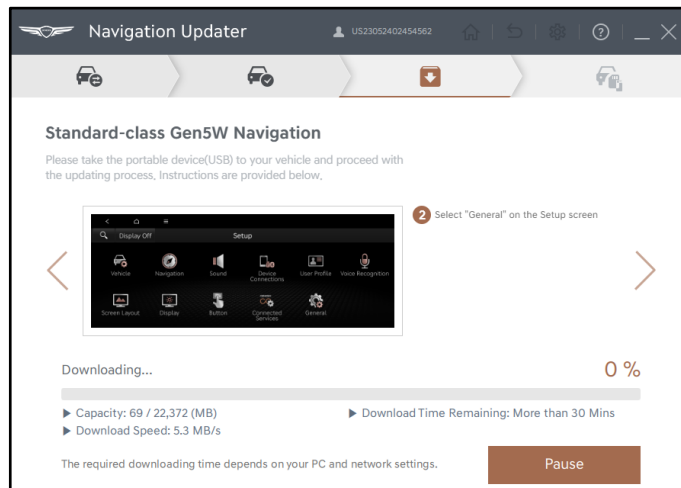 Navigation Updater
US23052402454562
Standard-class Gen5W Navigation
Please take the portable device(USB) to your vehicle and proceed with
the updating process, Instructions are provided below,
Display Off
Setup
Vehicle
Navigation
Sound
Device
Connections
User Profile
Voice Recognition
Screen Layout
Display
Button
Connected
Services
General
2 Select "General" on the Setup screen
Downloading...
0 %
▶ Capacity: 69 / 22,372 (MB)
▶ Download Time Remaining: More than 30 Mins
▶ Download Speed: 5.3 MB/s
The required downloading time depends on your PC and network settings.
Pause